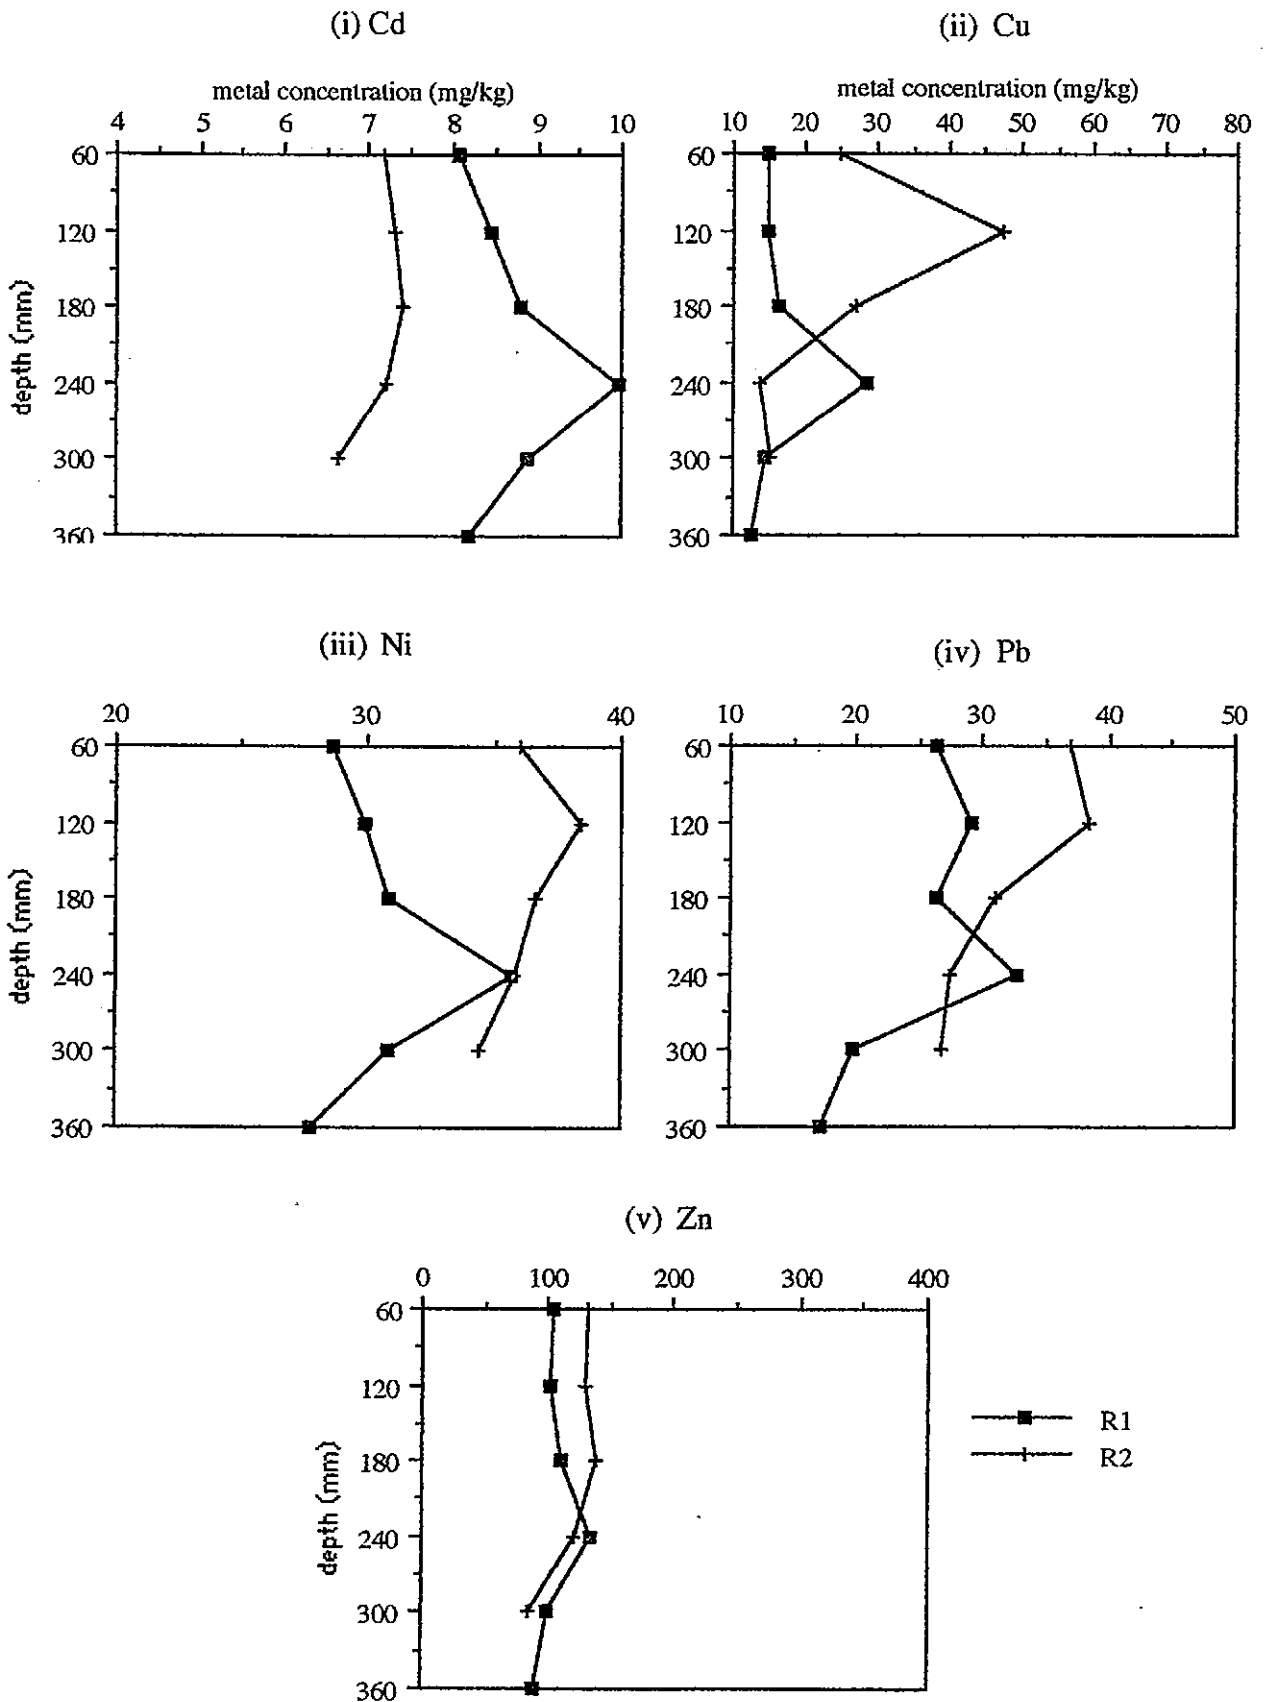 (i) Cd
(ii) Cu
metal concentration (mg/kg)
metal concentration (mg/kg)
4 5 6 7 8 9 10
10 20 30 40 50 60 70 80
60
120
180
240
300
360
depth (mm)
60
120
180
240
300
360
(iii) Ni
(iv) Pb
20 30 40
10 20 30 40 50
60
120
180
240
300
360
depth (mm)
60
120
180
240
300
360
(v) Zn
0 100 200 300 400
60
120
180
240
300
360
depth (mm)
R1
R2